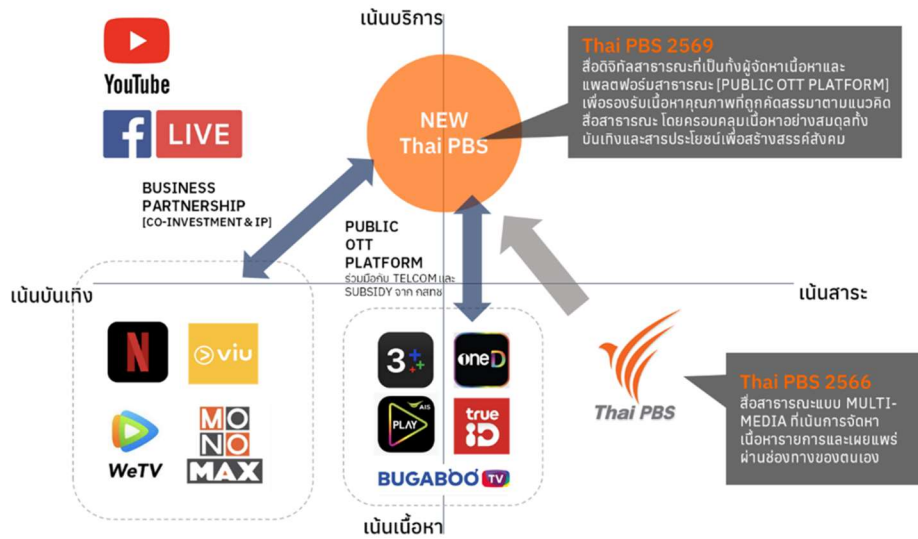 เน้นบริการ
YouTube
f LIVE
NEW
Thai PBS
Thai PBS 2569
สื่อดิจิทัลสาธารณะที่เป็นทั้งผู้จัดหาเนื้อหาและ
แพลตฟอร์มสาธารณะ [PUBLIC OTT PLATFORM]
เพื่อรองรับเนื้อหาคุณภาพที่ถูกคัดสรรมาตามแนวคิด
สื่อสาธารณะ โดยครอบคลุมเนื้อหาอย่างสมดุลทั้ง
บันเทิงและสารประโยชน์เพื่อสร้างสรรค์สังคม
BUSINESS
PARTNERSHIP
[CO-INVESTMENT & IP]
PUBLIC
OTT
PLATFORM
ร่วมมือกับ TELCOM และ
SUBSIDY จาก กสทช
เน้นบันเทิง
เน้นสาระ
N
viu
WeTV
MONO
MAX
3++
oneD
AIS
PLAY
true
iD
BUGABOO TV
Thai PBS
Thai PBS 2566
สื่อสาธารณะแบบ MULTI-
MEDIA ที่เน้นการจัดหา
เนื้อหารายการและเผยแพร่
ผ่านช่องทางของตนเอง
เน้นเนื้อหา